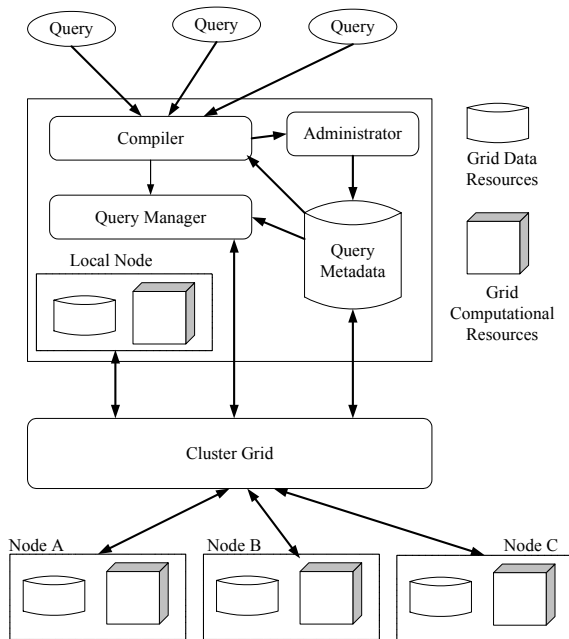 Query
Query
Query
Compiler
Administrator
Grid Data
Resources
Query Manager
Query
Metadata
Local Node
Grid
Computational
Resources
Cluster Grid
Node A
Node B
Node C